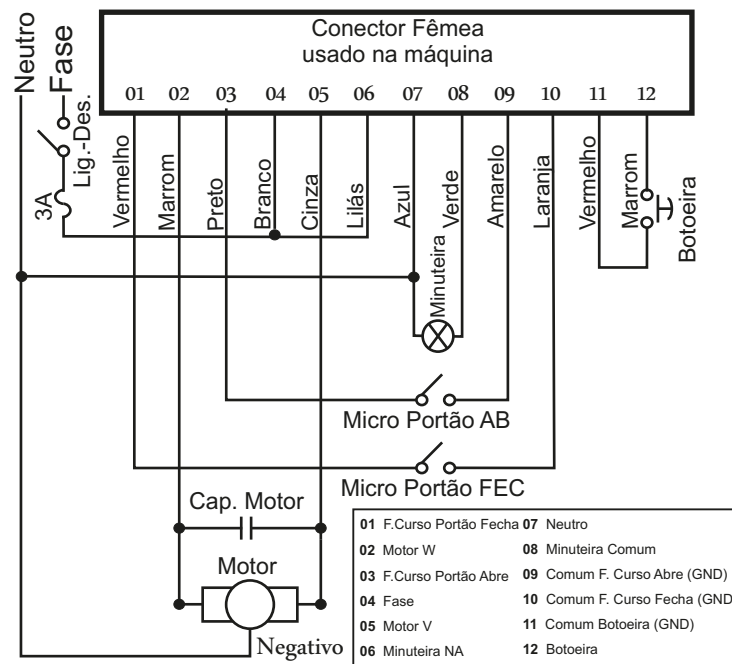 Conector Fêmea
usado na máquina
Neutro
Fase
01 02 03 04 05 06 07 08 09 10 11 12
Lig.-Des.
3A
Vermelho
Marrom
Preto
Branco
Cinza
Lilás
Azul
Verde
Amarelo
Laranja
Vermelho
Marrom
Botoeira
Minuteira
Micro Portão AB
Micro Portão FEC
Cap. Motor
Motor
Negativo
01 F.Curso Portão Fecha 07 Neutro
02 Motor W 08 Minuteira Comum
03 F.Curso Portão Abre 09 Comum F. Curso Abre (GND)
04 Fase 10 Comum F. Curso Fecha (GND
05 Motor V 11 Comum Botoeira (GND)
06 Minuteira NA 12 Botoeira